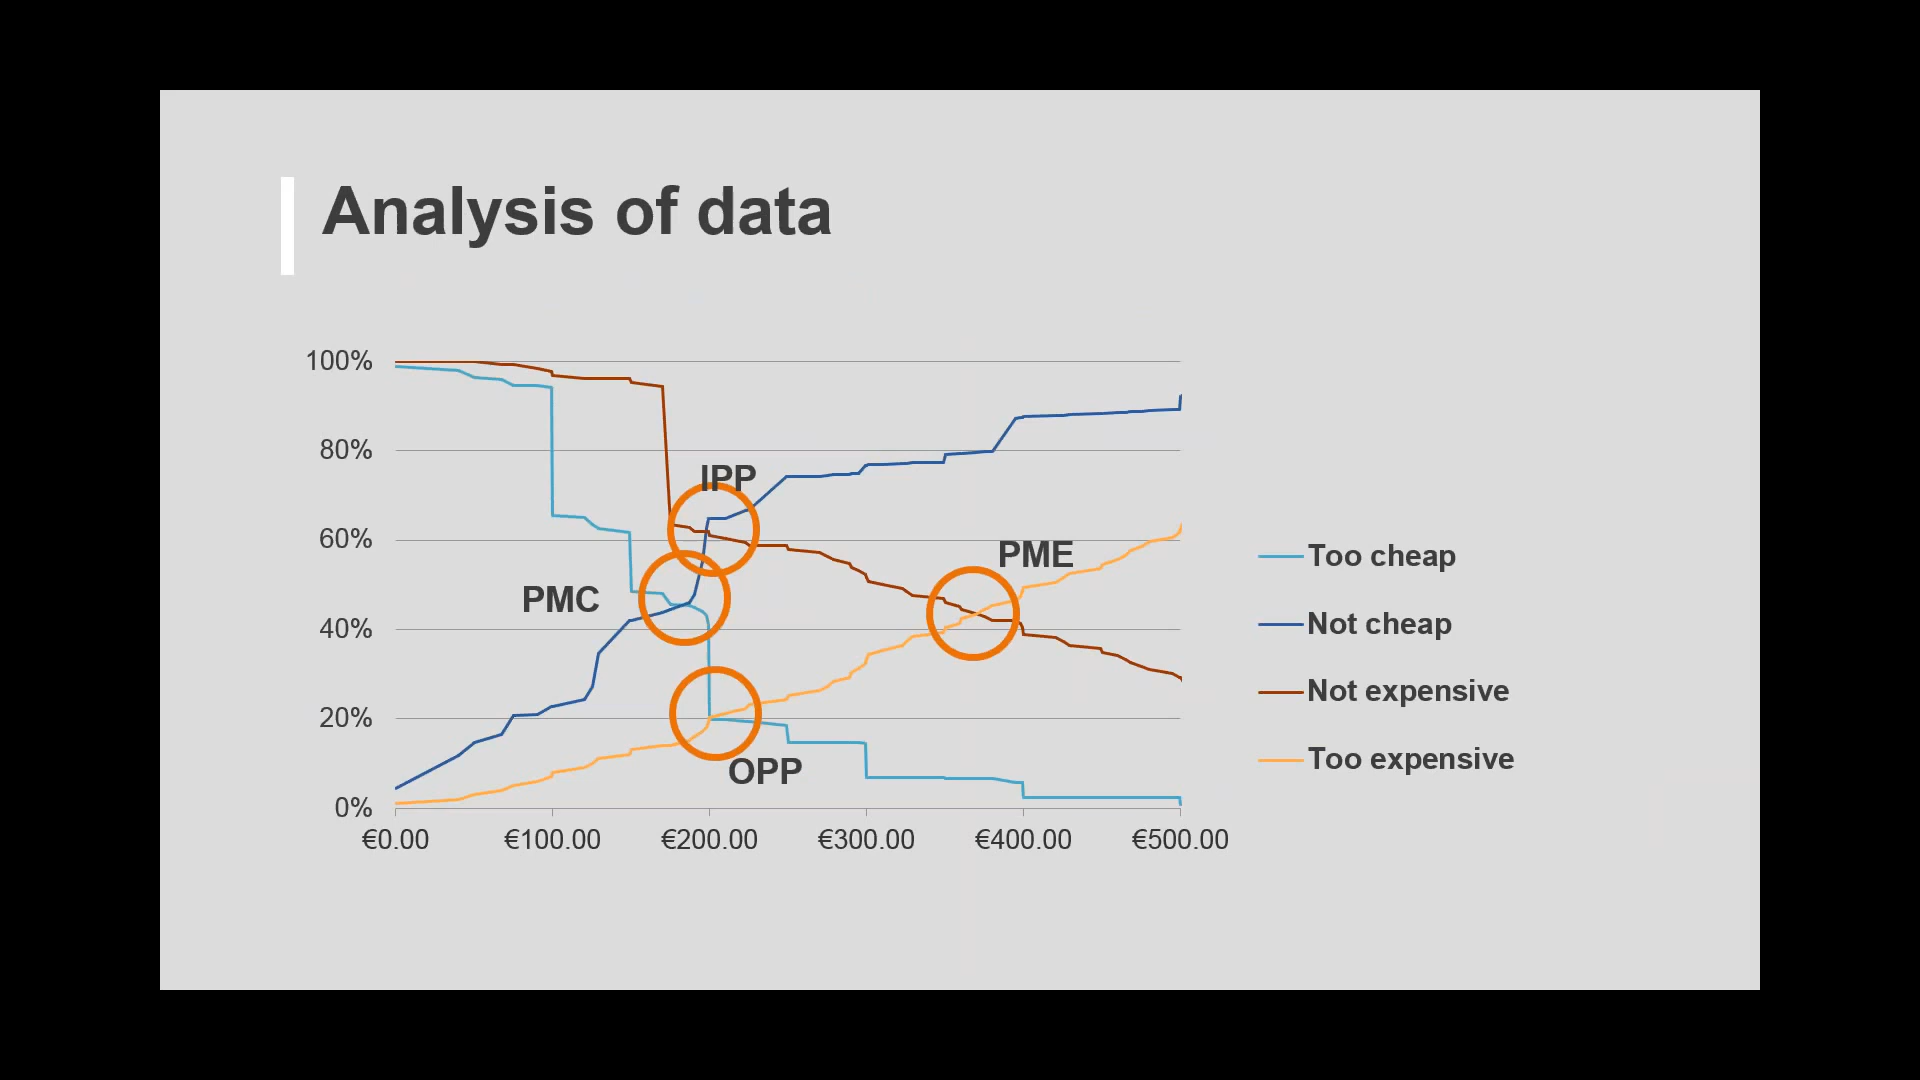 Analysis of data
100%
80%
60%
40%
20%
0%
€0.00
€100.00
€200.00
€300.00
€400.00
€500.00
IPP
PMC
PME
OPP
Too cheap
Not cheap
Not expensive
Too expensive